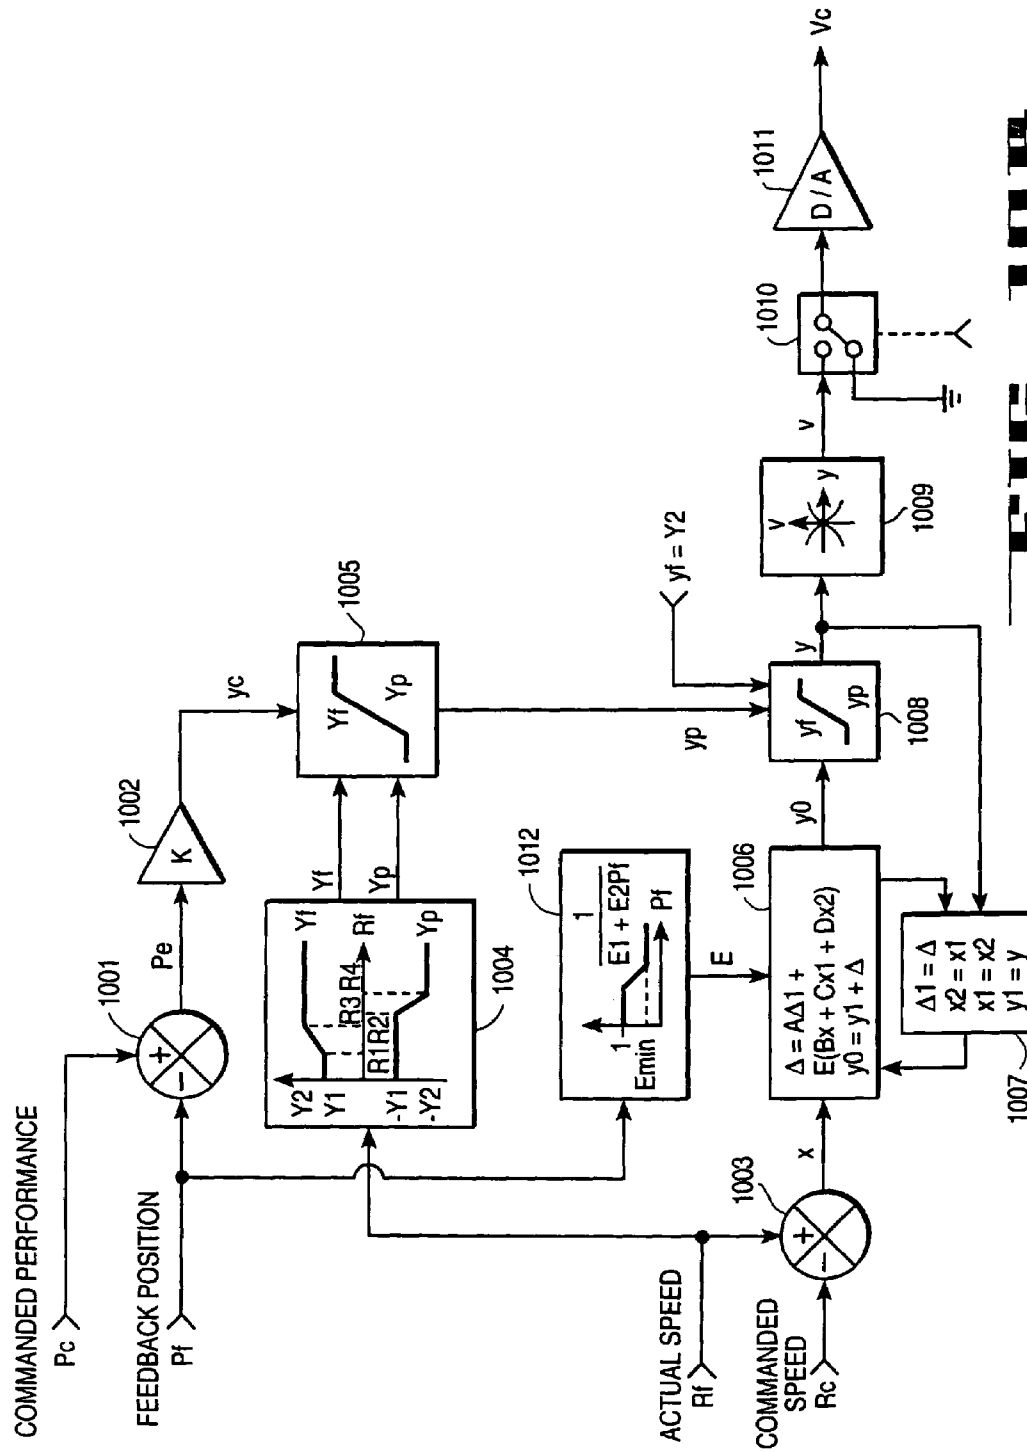 COMMANDED PERFORMANCE
Pc
FEEDBACK POSITION
Pf
1001
+
−
Pe
1002
K
yc
1005
Yf
Yp
Yf
Yp
1004
Y2
Y1
-Y1
-Y2
R1 R2
R3 R4
Rf
Yf
Yp
1012
1
Emin
1
E1 + E2Pf
Pf
E
yp
yf = Y2
ACTUAL SPEED
Rf
COMMANDED
SPEED
Rc
1003
+
−
x
1006
Δ = AΔ1 +
E(Bx + Cx1 + Dx2)
y0 = y1 + Δ
1007
Δ1 = Δ
x2 = x1
x1 = x2
y1 = y
y0
1008
yf
yp
y
1009
v
y
v
1010
1011
D / A
Vc